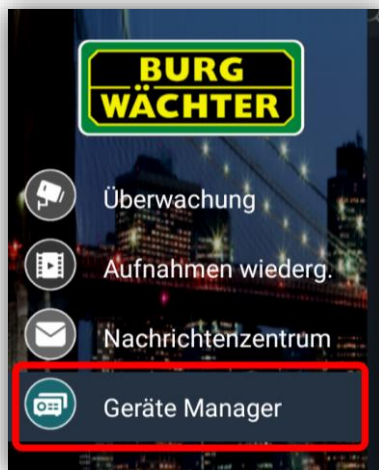 BURG
WÄCHTER
Überwachung
Aufnahmen wiederg.
Nachrichtenzentrum
Geräte Manager